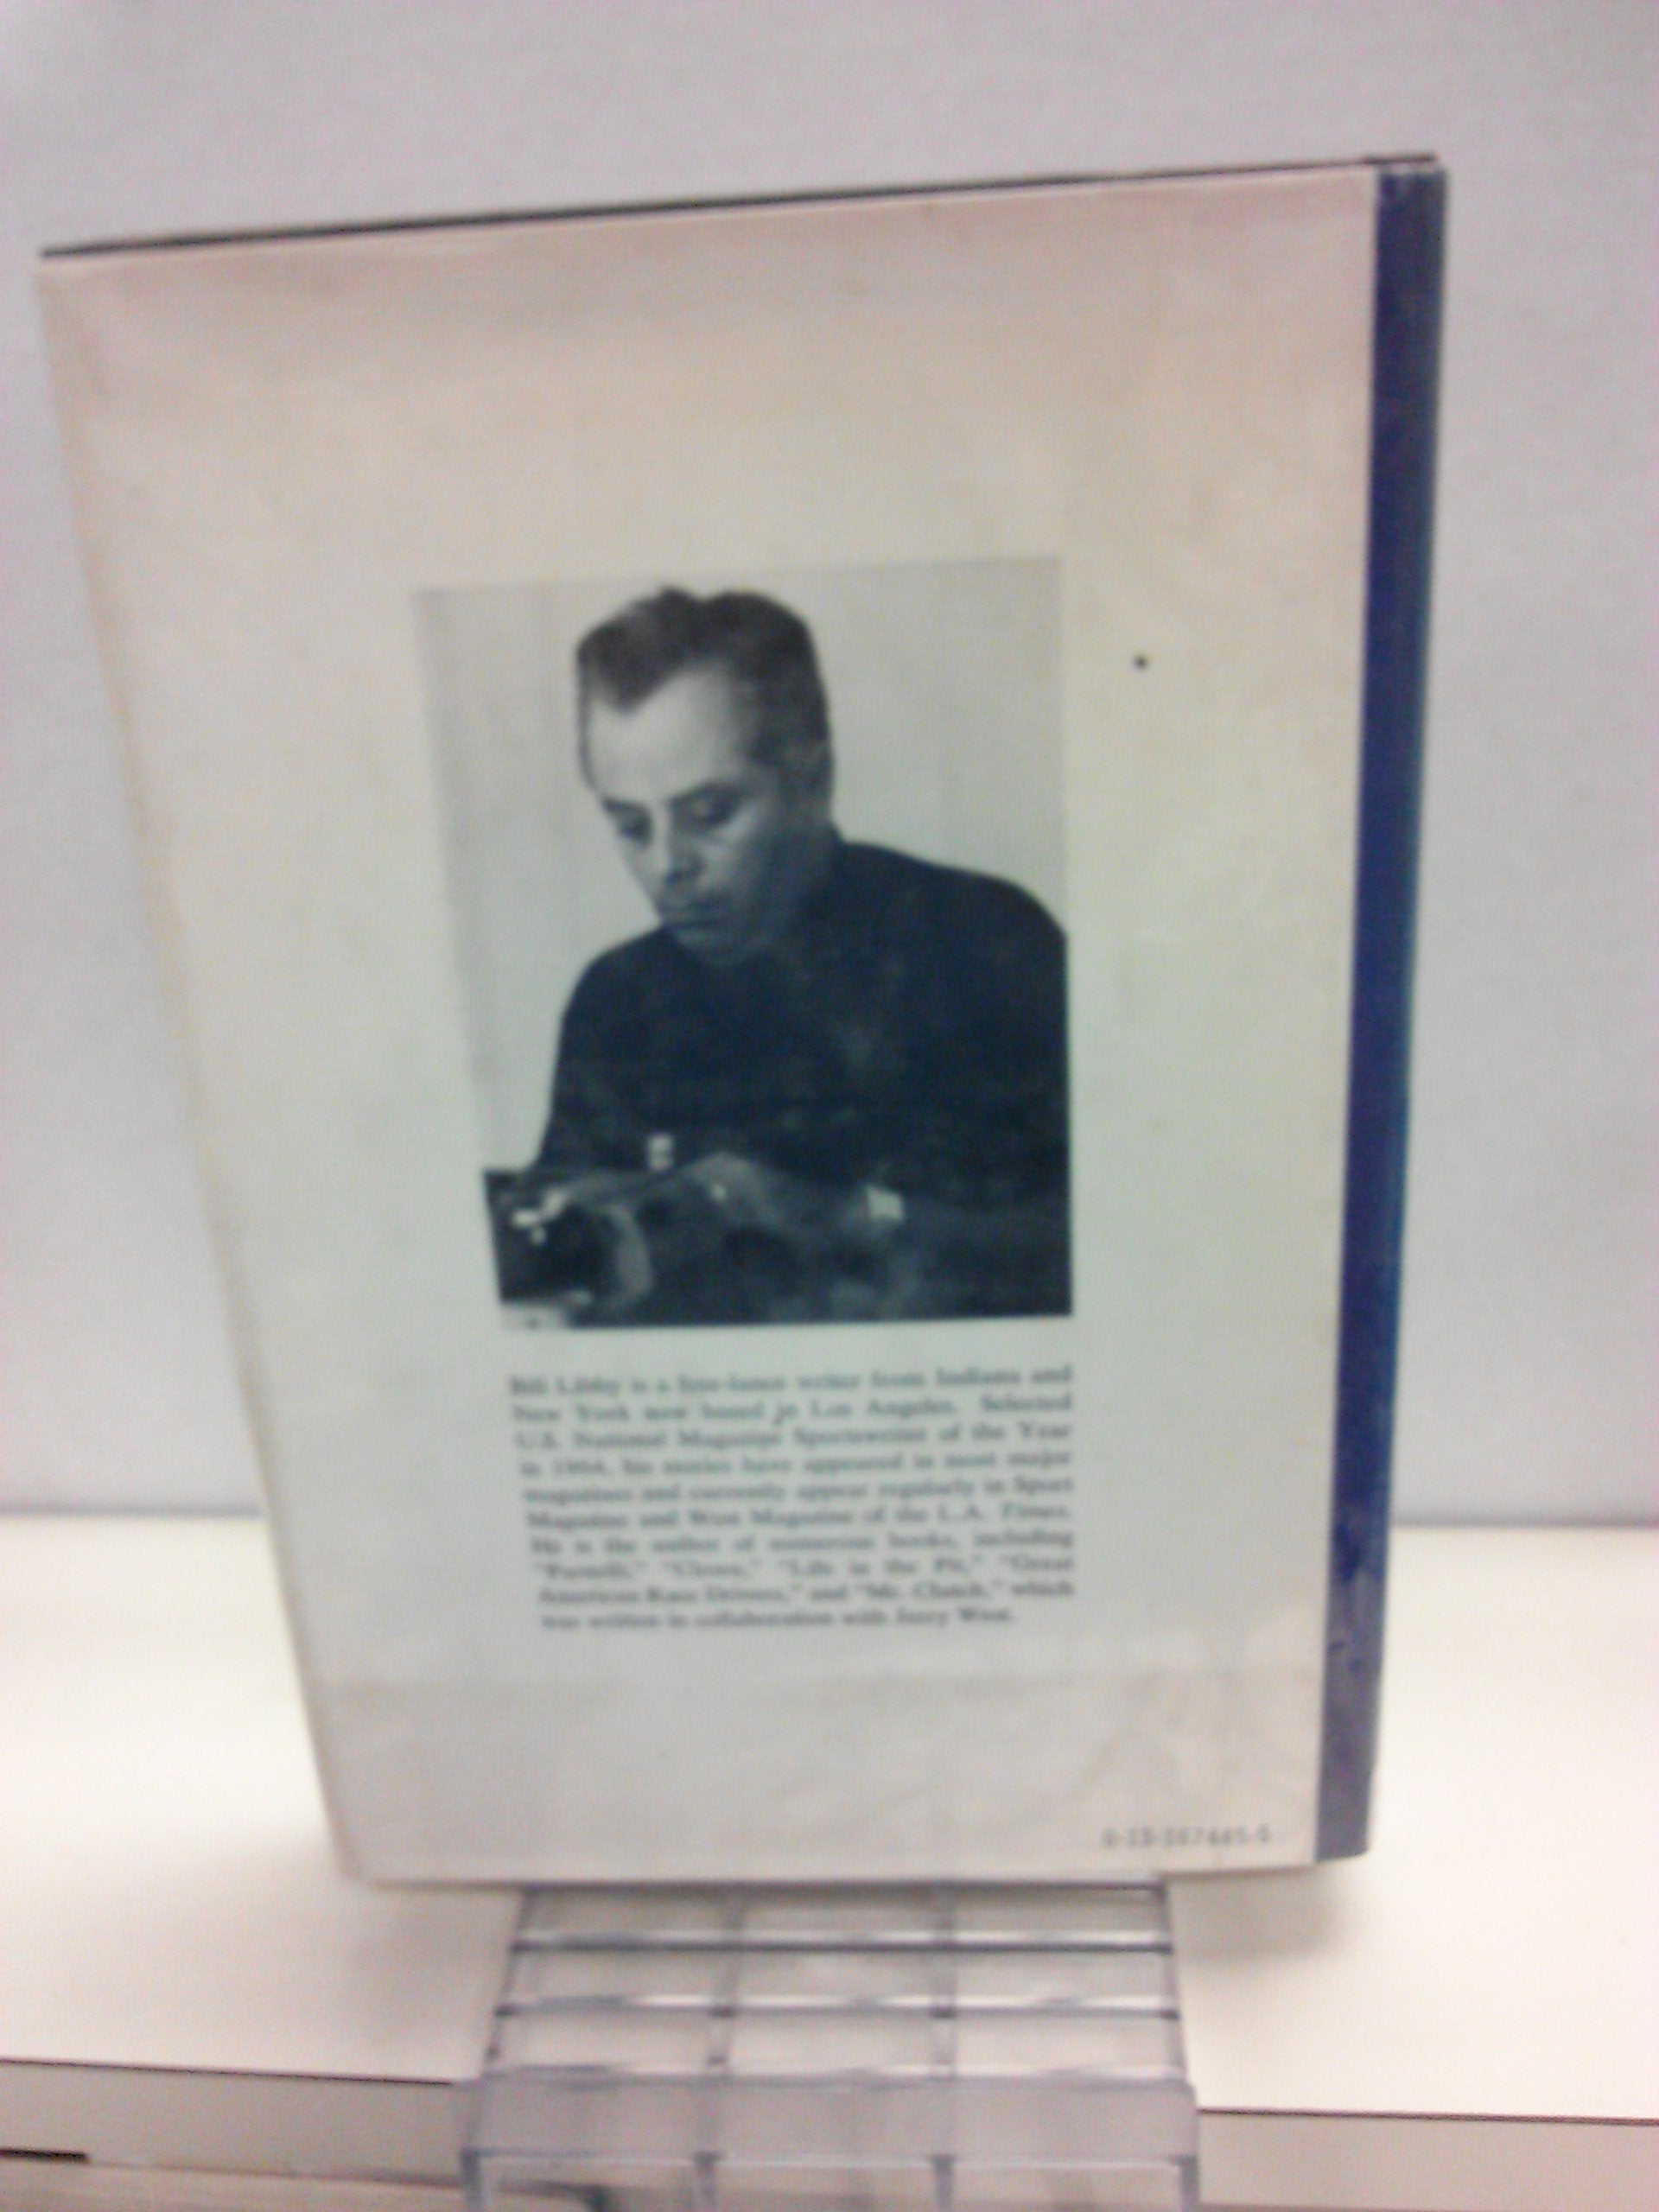 Bill Libby is a free-lance writer from Indiana and
New York now based in Los Angeles. Selected
U.S. National Magazine Sportswriter of the Year
in 1964, his stories have appeared in most major
magazines and currently appear regularly in Sport
Magazine and West Magazine of the L.A. Times.
He is the author of numerous books, including
"Parnelli," "Clown," "Life in the Pit," "Great
American Race Drivers," and "Mr. Clutch," which
was written in collaboration with Jerry West.